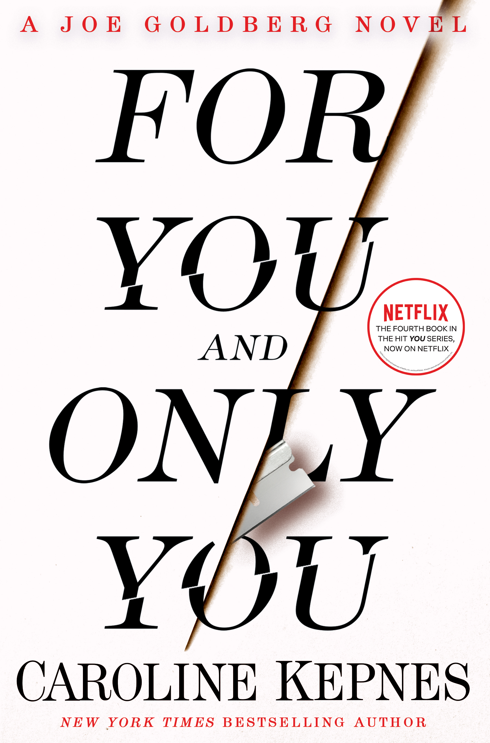 A JOE GOLDBERG NOVEL
FOR
YOU
AND
ONLY
YOU
NETFLIX
THE FOURTH BOOK IN
THE HIT YOU SERIES,
NOW ON NETFLIX
CAROLINE KEPNES
NEW YORK TIMES BESTSELLING AUTHOR